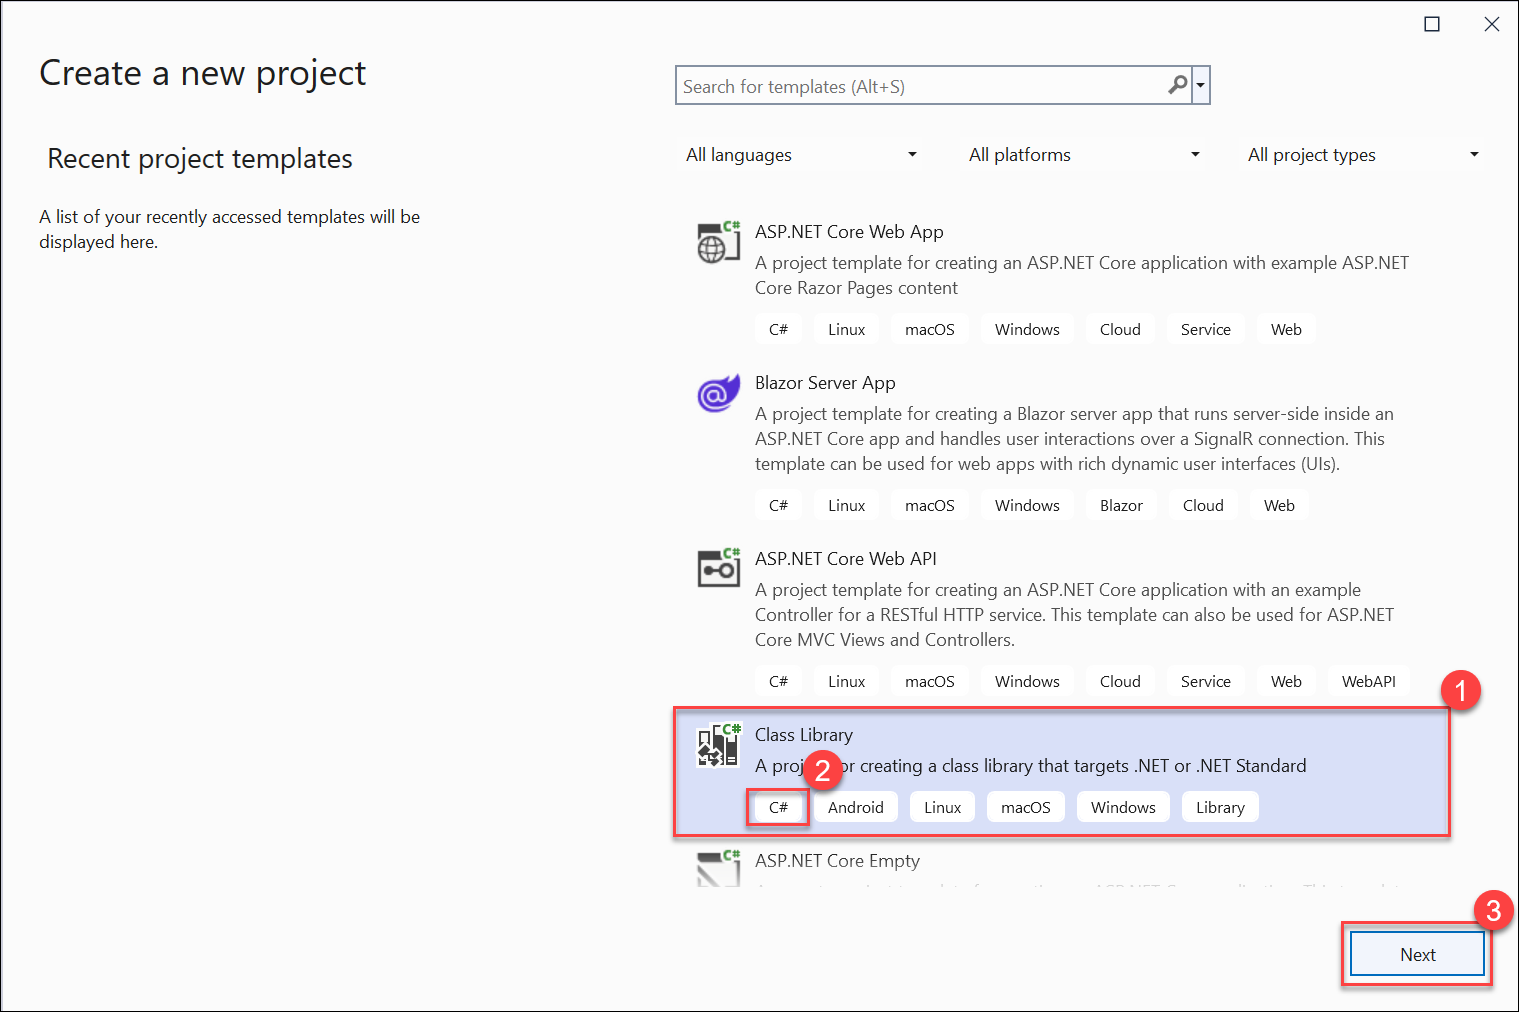 Create a new project
Search for templates (Alt+S)
Recent project templates
All languages
All platforms
All project types
A list of your recently accessed templates will be
displayed here.
C#
ASP.NET Core Web App
A project template for creating an ASP.NET Core application with example ASP.NET
Core Razor Pages content
C# Linux macOS Windows Cloud Service Web
@
Blazor Server App
A project template for creating a Blazor server app that runs server-side inside an
ASP.NET Core app and handles user interactions over a SignalR connection. This
template can be used for web apps with rich dynamic user interfaces (UIs).
C# Linux macOS Windows Blazor Cloud Web
C#
ASP.NET Core Web API
A project template for creating an ASP.NET Core application with an example
Controller for a RESTful HTTP service. This template can also be used for ASP.NET
Core MVC Views and Controllers.
C# Linux macOS Windows Cloud Service Web WebAPI
1
C#
Class Library
A proj or creating a class library that targets .NET or .NET Standard
2
C# Android Linux macOS Windows Library
C#
ASP.NET Core Empty
3
Next